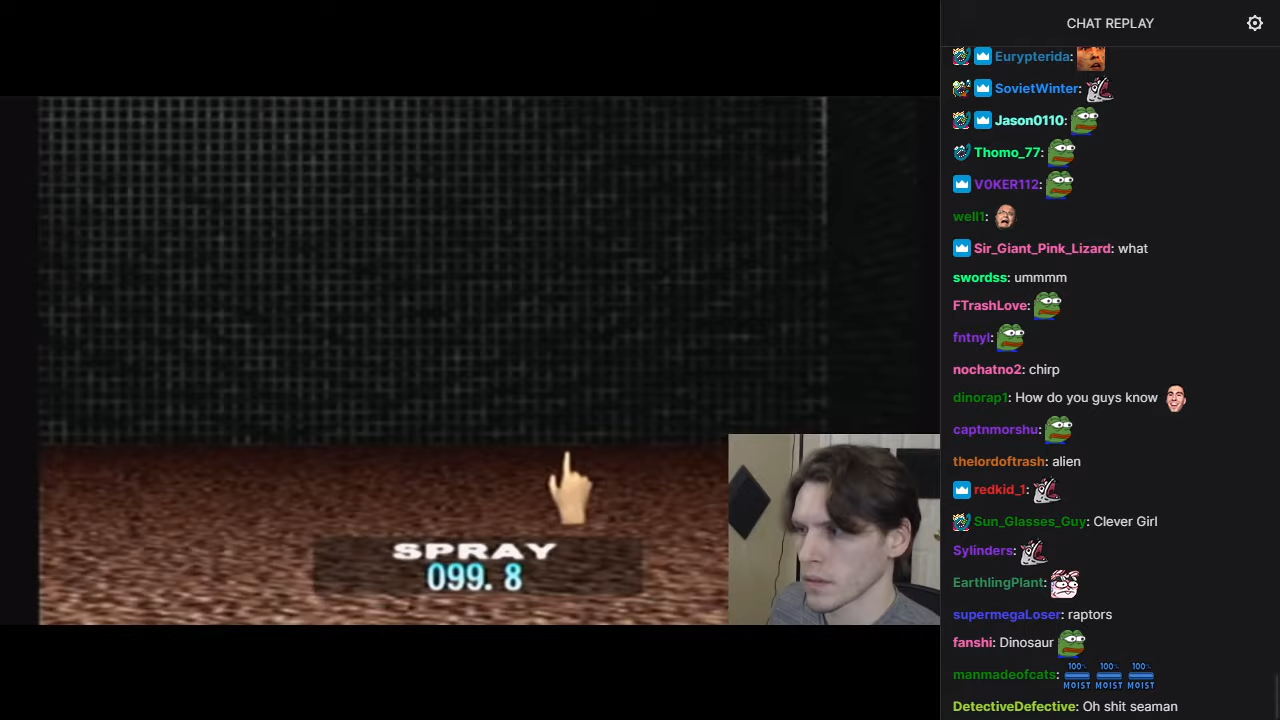 CHAT REPLAY
Eurypterida:
SovietWinter:
Jason0110:
Thomo_77:
V0KER112:
well1:
Sir_Giant_Pink_Lizard: what
swordss: ummmm
FTrashLove:
fntnyl:
nochatno2: chirp
dinorap1: How do you guys know
captnmorshu:
thelordoftrash: alien
redkid_1:
Sun_Glasses_Guy: Clever Girl
Sylinders:
EarthlingPlant:
supermegaLoser: raptors
fanshi: Dinosaur
manmadeofcats: 100% MOIST 100% MOIST 100% MOIST
DetectiveDefective: Oh shit seaman
SPRAY
099. 8